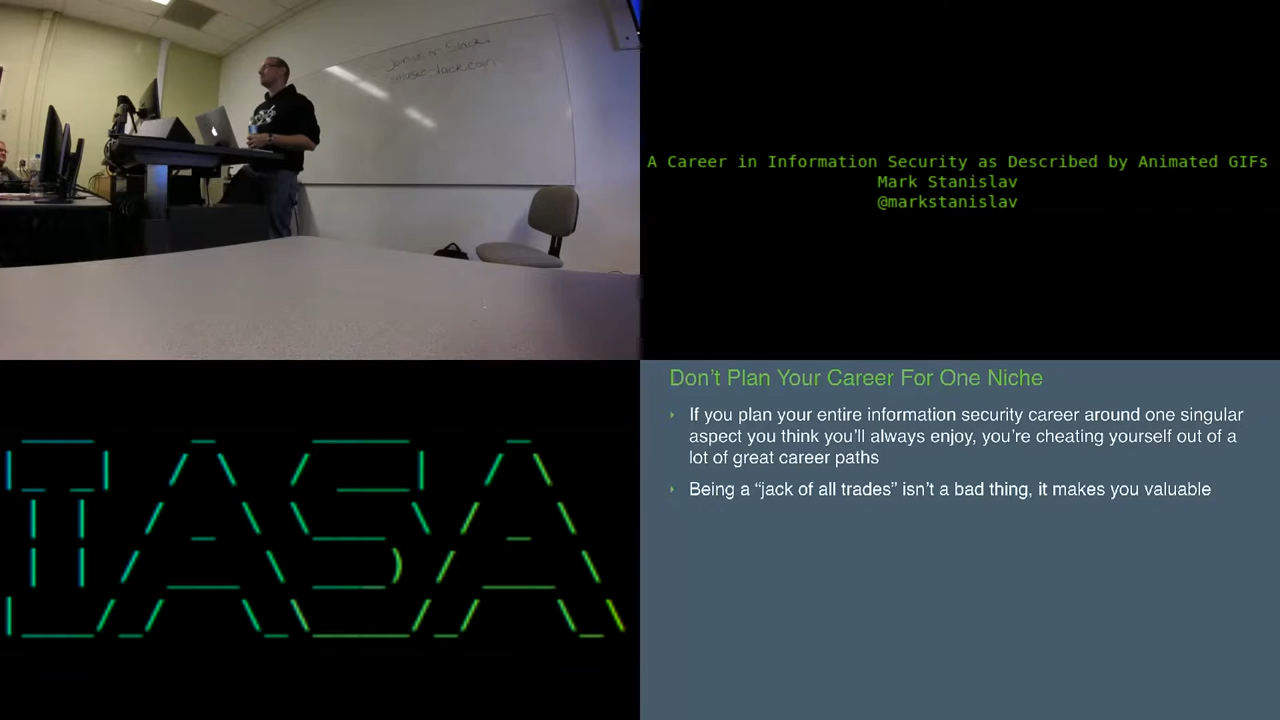 A Career in Information Security as Described by Animated GIFs
Mark Stanislav
@markstanislav
IASA
Don't Plan Your Career For One Niche
If you plan your entire information security career around one singular
aspect you think you'll always enjoy, you're cheating yourself out of a
lot of great career paths
Being a “jack of all trades” isn't a bad thing, it makes you valuable